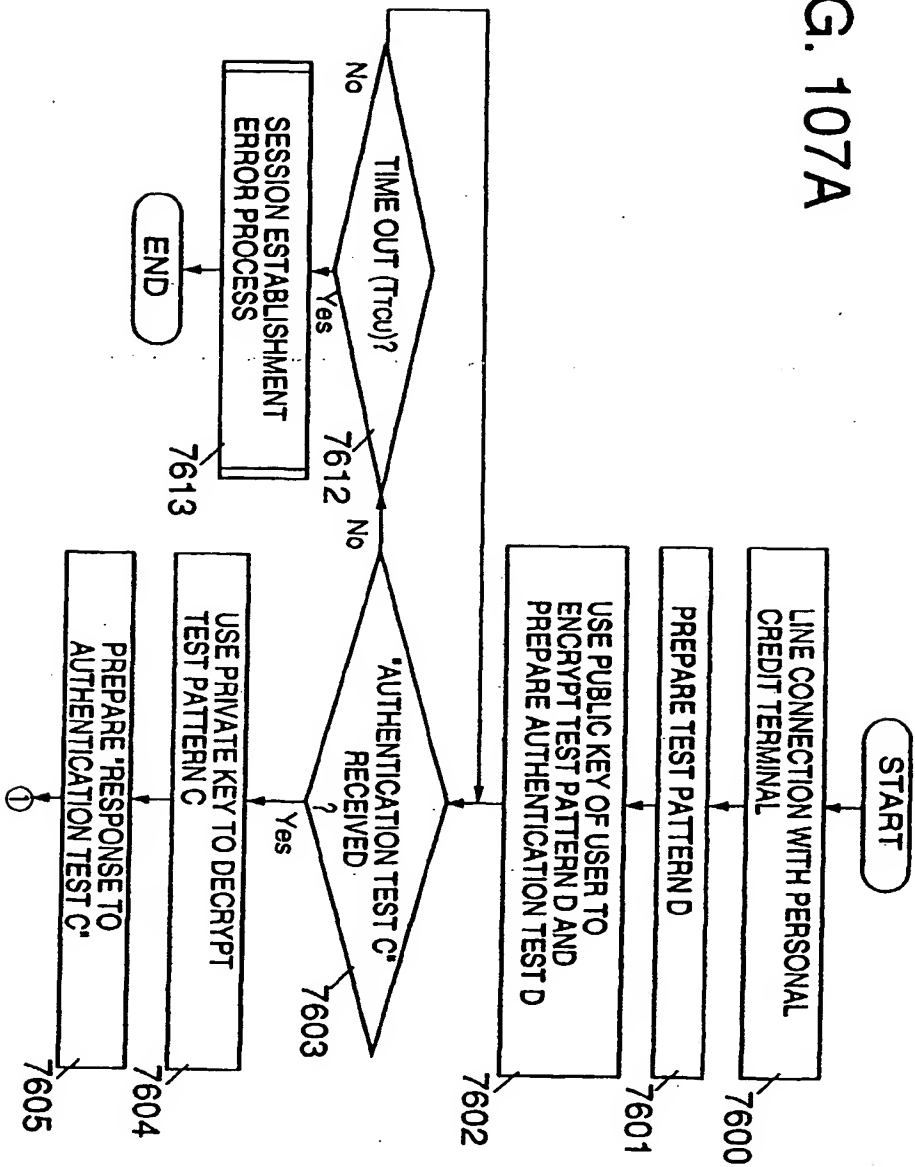 G. 107A
START
LINE CONNECTION WITH PERSONAL
CREDIT TERMINAL
7600
PREPARE TEST PATTERN D
7601
USE PUBLIC KEY OF USER TO
ENCRYPT TEST PATTERN D AND
PREPARE AUTHENTICATION TEST D
7602
"AUTHENTICATION TEST C"
RECEIVED
?
7603
No
Yes
USE PRIVATE KEY TO DECRYPT
TEST PATTERN C
7604
PREPARE "RESPONSE TO
AUTHENTICATION TEST C"
7605
①
TIME OUT (TTCU)?
7612
No
Yes
SESSION ESTABLISHMENT
ERROR PROCESS
7613
END